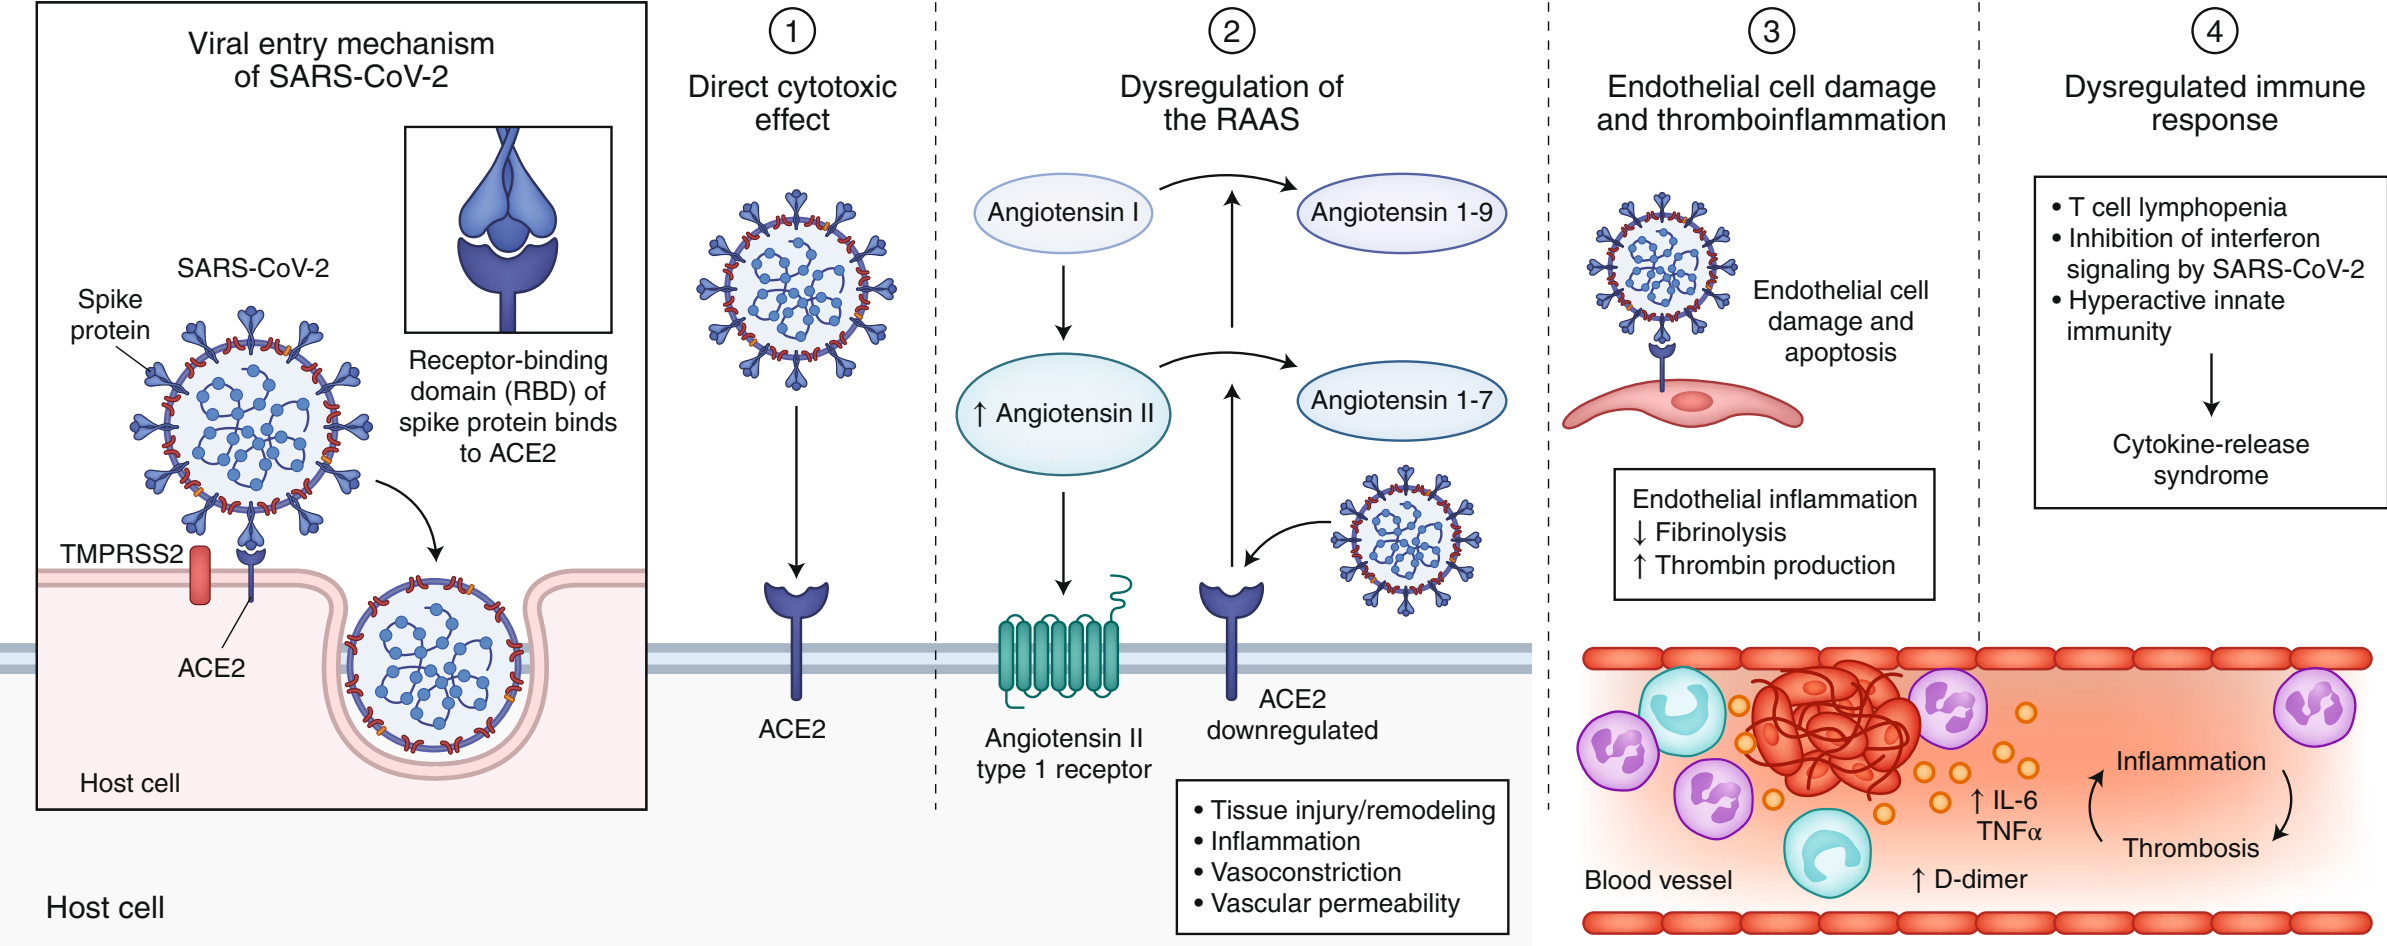 Viral entry mechanism
of SARS-CoV-2
SARS-CoV-2
Spike
protein
Receptor-binding
domain (RBD) of
spike protein binds
to ACE2
TMPRSS2
ACE2
Host cell
Host cell
1
Direct cytotoxic
effect
ACE2
2
Dysregulation of
the RAAS
Angiotensin I
Angiotensin 1-9
↑ Angiotensin II
Angiotensin 1-7
Angiotensin II
type 1 receptor
ACE2
downregulated
• Tissue injury/remodeling
• Inflammation
• Vasoconstriction
• Vascular permeability
3
Endothelial cell damage
and thromboinflammation
Endothelial cell
damage and
apoptosis
Endothelial inflammation
↓ Fibrinolysis
↑ Thrombin production
4
Dysregulated immune
response
• T cell lymphopenia
• Inhibition of interferon
signaling by SARS-CoV-2
• Hyperactive innate
immunity
Cytokine-release
syndrome
↑ IL-6
TNFα
↑ D-dimer
Inflammation
Thrombosis
Blood vessel